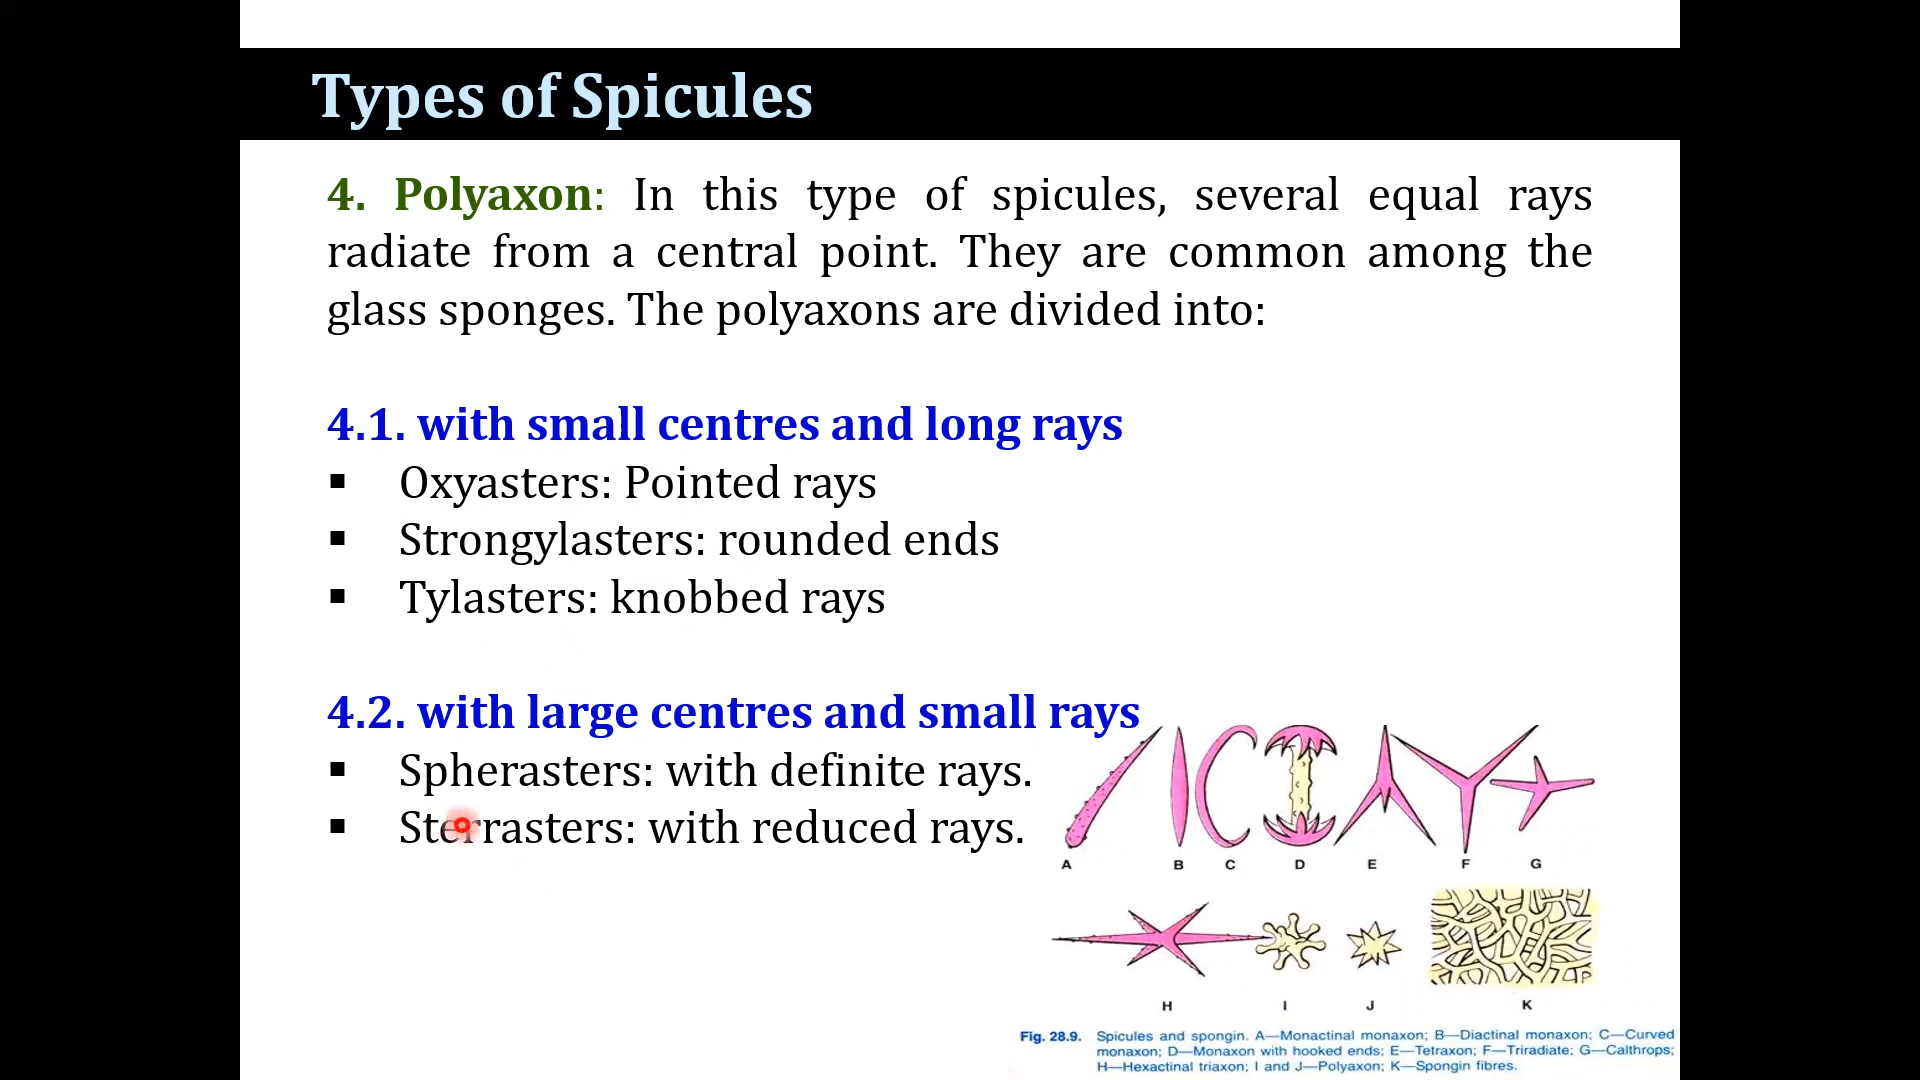 Types of Spicules
4. Polyaxon: In this type of spicules, several equal rays
radiate from a central point. They are common among the
glass sponges. The polyaxons are divided into:
4.1. with small centres and long rays
▪ Oxyasters: Pointed rays
▪ Strongylasters: rounded ends
▪ Tylasters: knobbed rays
4.2. with large centres and small rays
▪ Spherasters: with definite rays.
▪ Sterrasters: with reduced rays.
A B C D E F G
H I J K
Fig. 28.9. Spicules and spongin. A—Monactinal monaxon; B—Diactinal monaxon; C—Curved
monaxon; D—Monaxon with hooked ends; E—Tetraxon; F—Triradiate; G—Calthrops;
H—Hexactinal triaxon; I and J—Polyaxon; K—Spongin fibres.